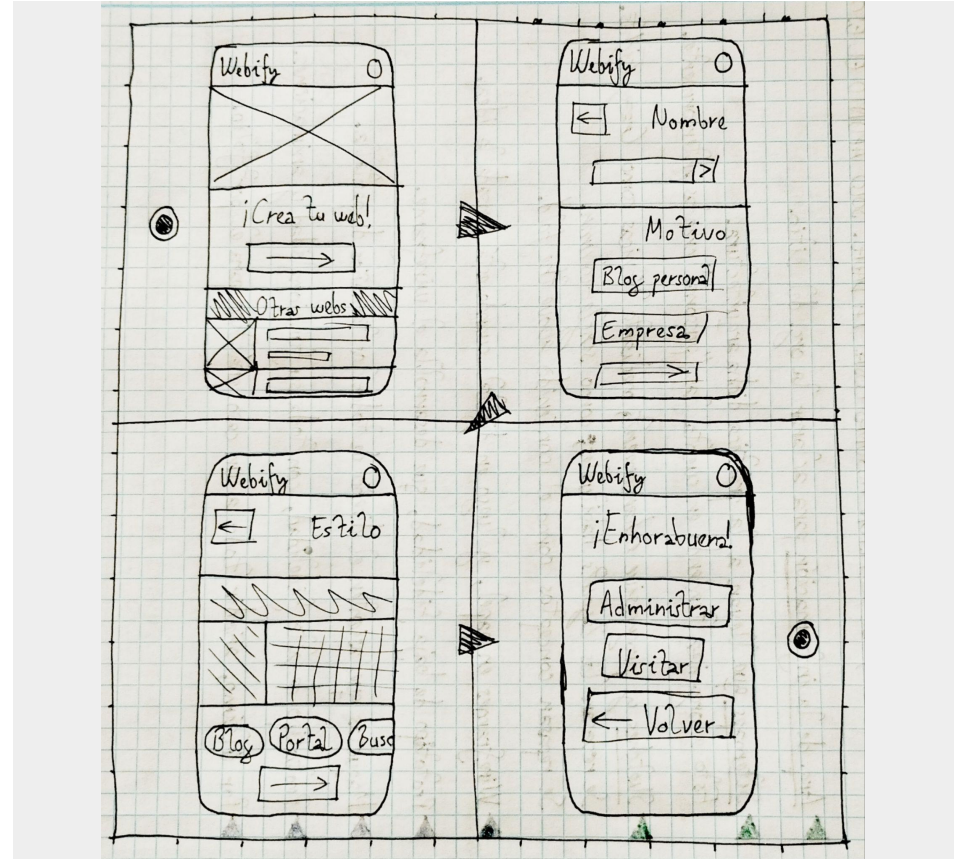 Webify
¡Crea tu web!
Otras webs
Webify
Nombre
Motivo
Blog personal
Empresa
Webify
Estilo
Blog
Portal
Busc
Webify
¡Enhorabuena!
Administrar
Visitar
Volver